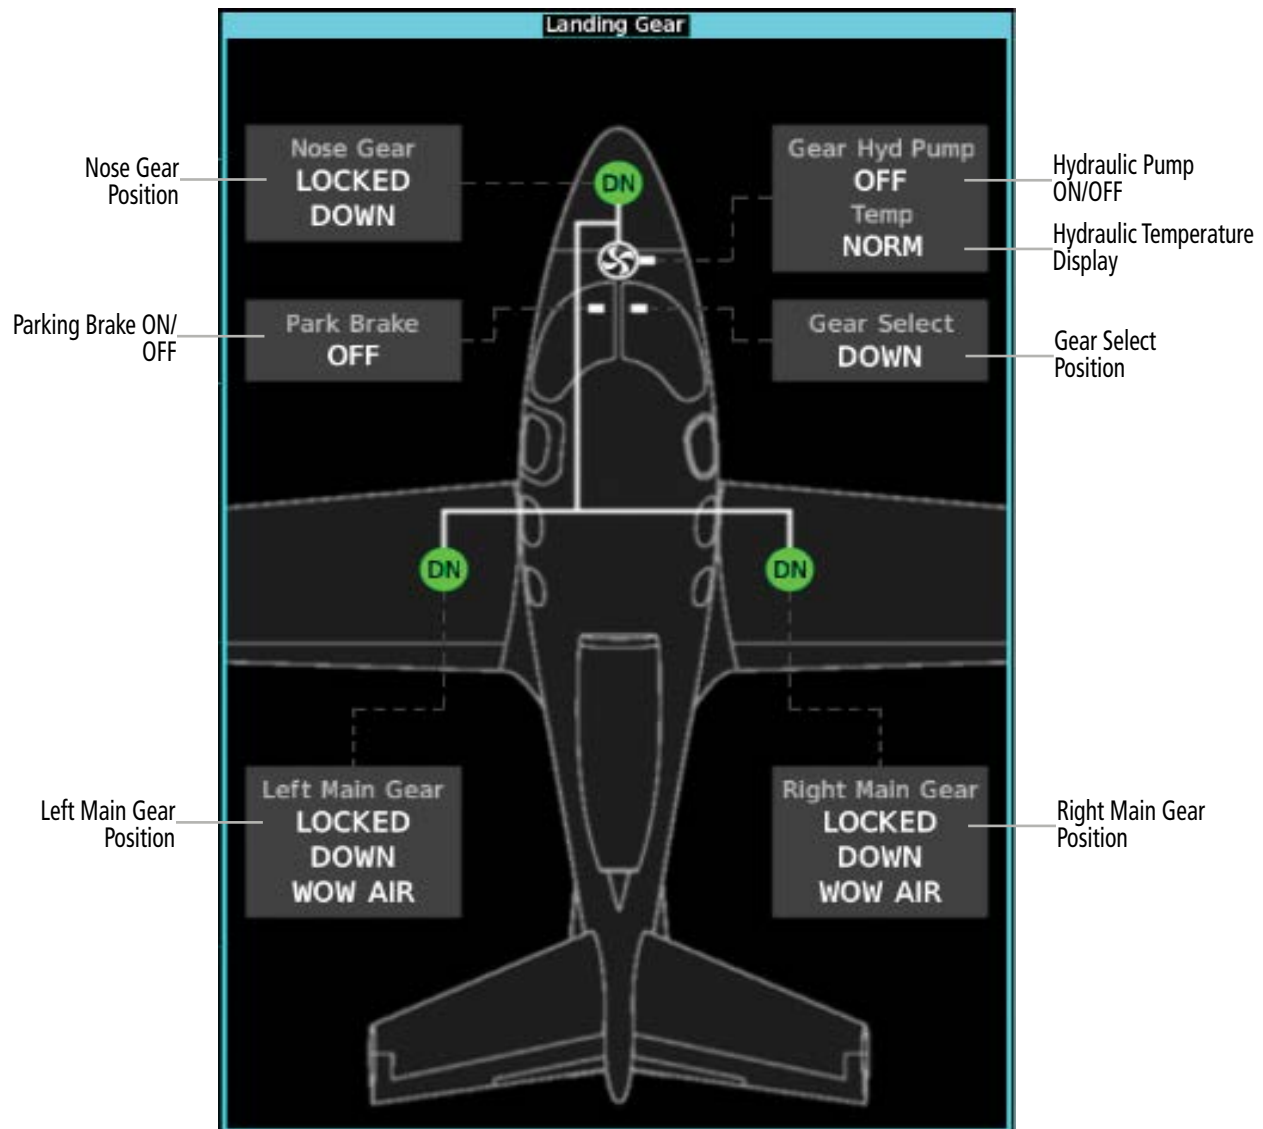 Landing Gear
Nose Gear
LOCKED
DOWN
Nose Gear
Position
DN
Gear Hyd Pump
OFF
Temp
NORM
Hydraulic Pump
ON/OFF
Hydraulic Temperature
Display
Parking Brake ON/
OFF
Park Brake
OFF
Gear Select
DOWN
Gear Select
Position
DN
DN
Left Main Gear
Position
Left Main Gear
LOCKED
DOWN
WOW AIR
Right Main Gear
LOCKED
DOWN
WOW AIR
Right Main Gear
Position